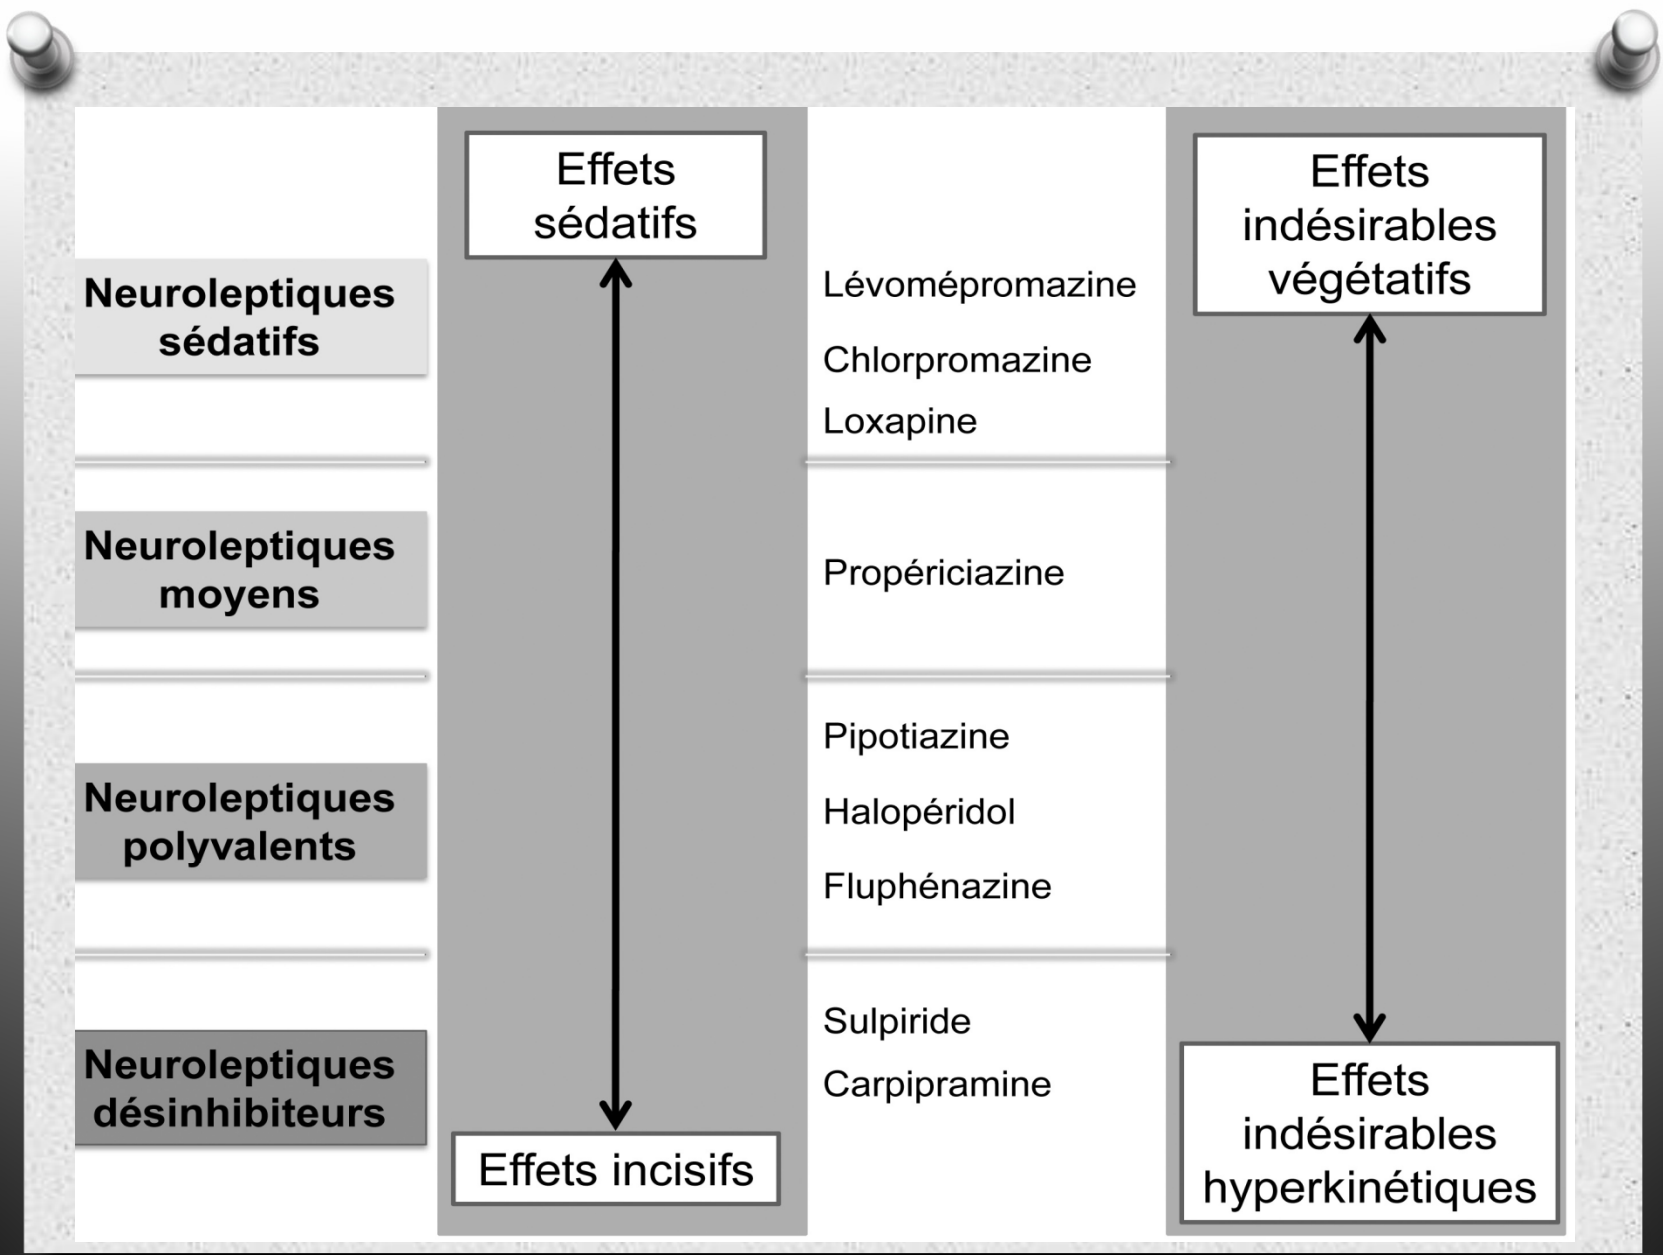 Effets
sédatifs
Effets
indésirables
végétatifs
Neuroleptiques
sédatifs
Lévomépromazine
Chlorpromazine
Loxapine
Neuroleptiques
moyens
Propériciazine
Neuroleptiques
polyvalents
Pipotiazine
Halopéridol
Fluphénazine
Neuroleptiques
désinhibiteurs
Sulpiride
Carpipramine
Effets incisifs
Effets
indésirables
hyperkinétiques